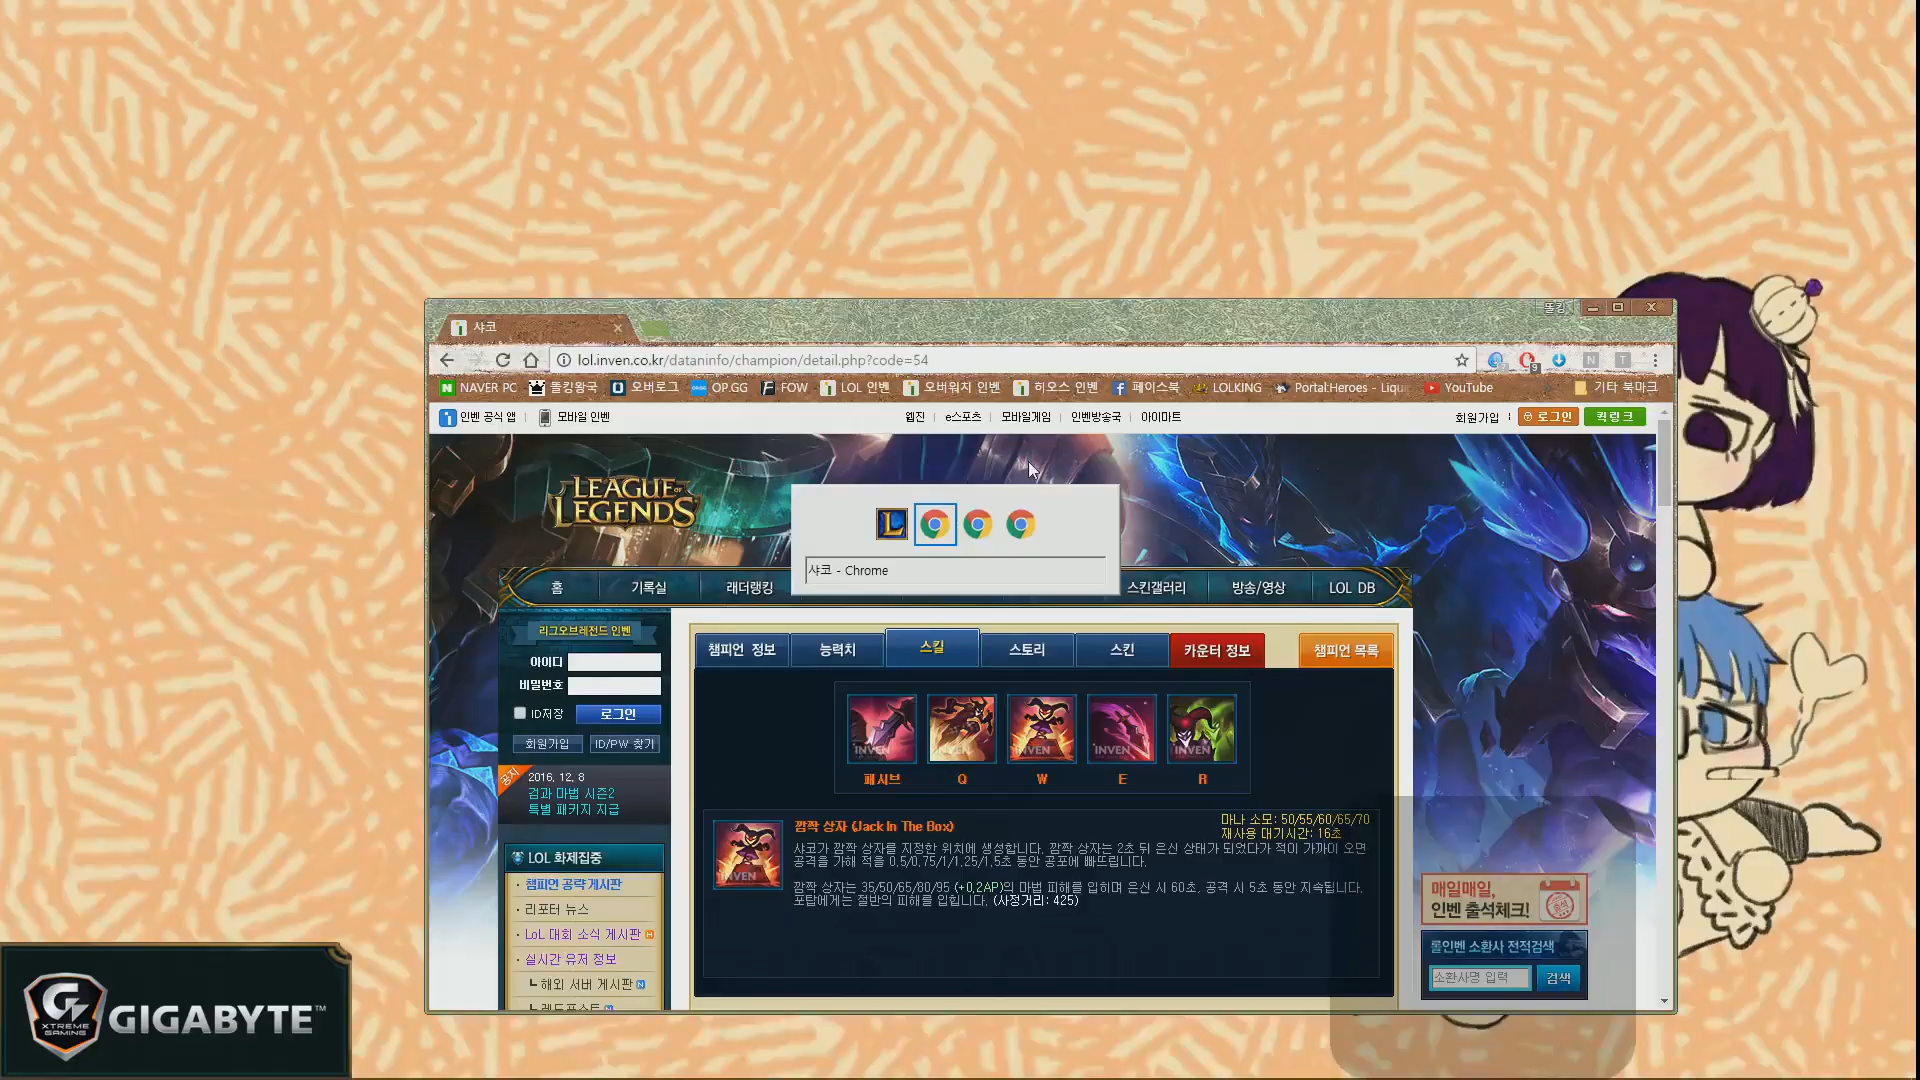 똘킹
샤코
lol.inven.co.kr/dataninfo/champion/detail.php?code=54
NAVER PC
똘킹왕국
오버로그
OP.GG
FOW
LOL 인벤
오버워치 인벤
히오스 인벤
페이스북
LOLKING
Portal:Heroes - Liqui
YouTube
기타 북마크
인벤 공식 앱
모바일 인벤
웹진
e스포츠
모바일게임
인벤방송국
아이마트
회원가입
로그인
퀵링크
LEAGUE OF
LEGENDS
샤코 - Chrome
홈
기록실
래더랭킹
스킨갤러리
방송/영상
LOL DB
리그오브레전드 인벤
아이디
비밀번호
ID저장
로그인
회원가입
ID/PW 찾기
공지
2016, 12, 8
검과 마법 시즌2
특별 패키지 지급
LOL 화제집중
· 챔피언 공략 게시판
· 리포터 뉴스
· LoL 대회 소식 게시판
· 실시간 유저 정보
┗ 해외 서버 게시판
챔피언 정보
능력치
스킬
스토리
스킨
카운터 정보
챔피언 목록
INVEN
INVEN
INVEN
INVEN
INVEN
패시브
Q
W
E
R
INVEN
깜짝 상자 (Jack In The Box)
마나 소모: 50/55/60/65/70
재사용 대기시간: 16초
샤코가 깜짝 상자를 지정한 위치에 생성합니다. 깜짝 상자는 2초 뒤 은신 상태가 되었다가 적이 가까이 오면
공격을 가해 적을 0,5/0,75/1/1,25/1,5초 동안 공포에 빠뜨립니다.
깜짝 상자는 35/50/65/80/95 (+0,2AP)의 마법 피해를 입히며 은신 시 60초, 공격 시 5초 동안 지속됩니다.
포탑에게는 절반의 피해를 입힙니다. (사정거리: 425)
매일매일,
인벤 출석체크!
롤인벤 소환사 전적검색
소환사명 입력
검색
XTREME
GAMING
GIGABYTE™